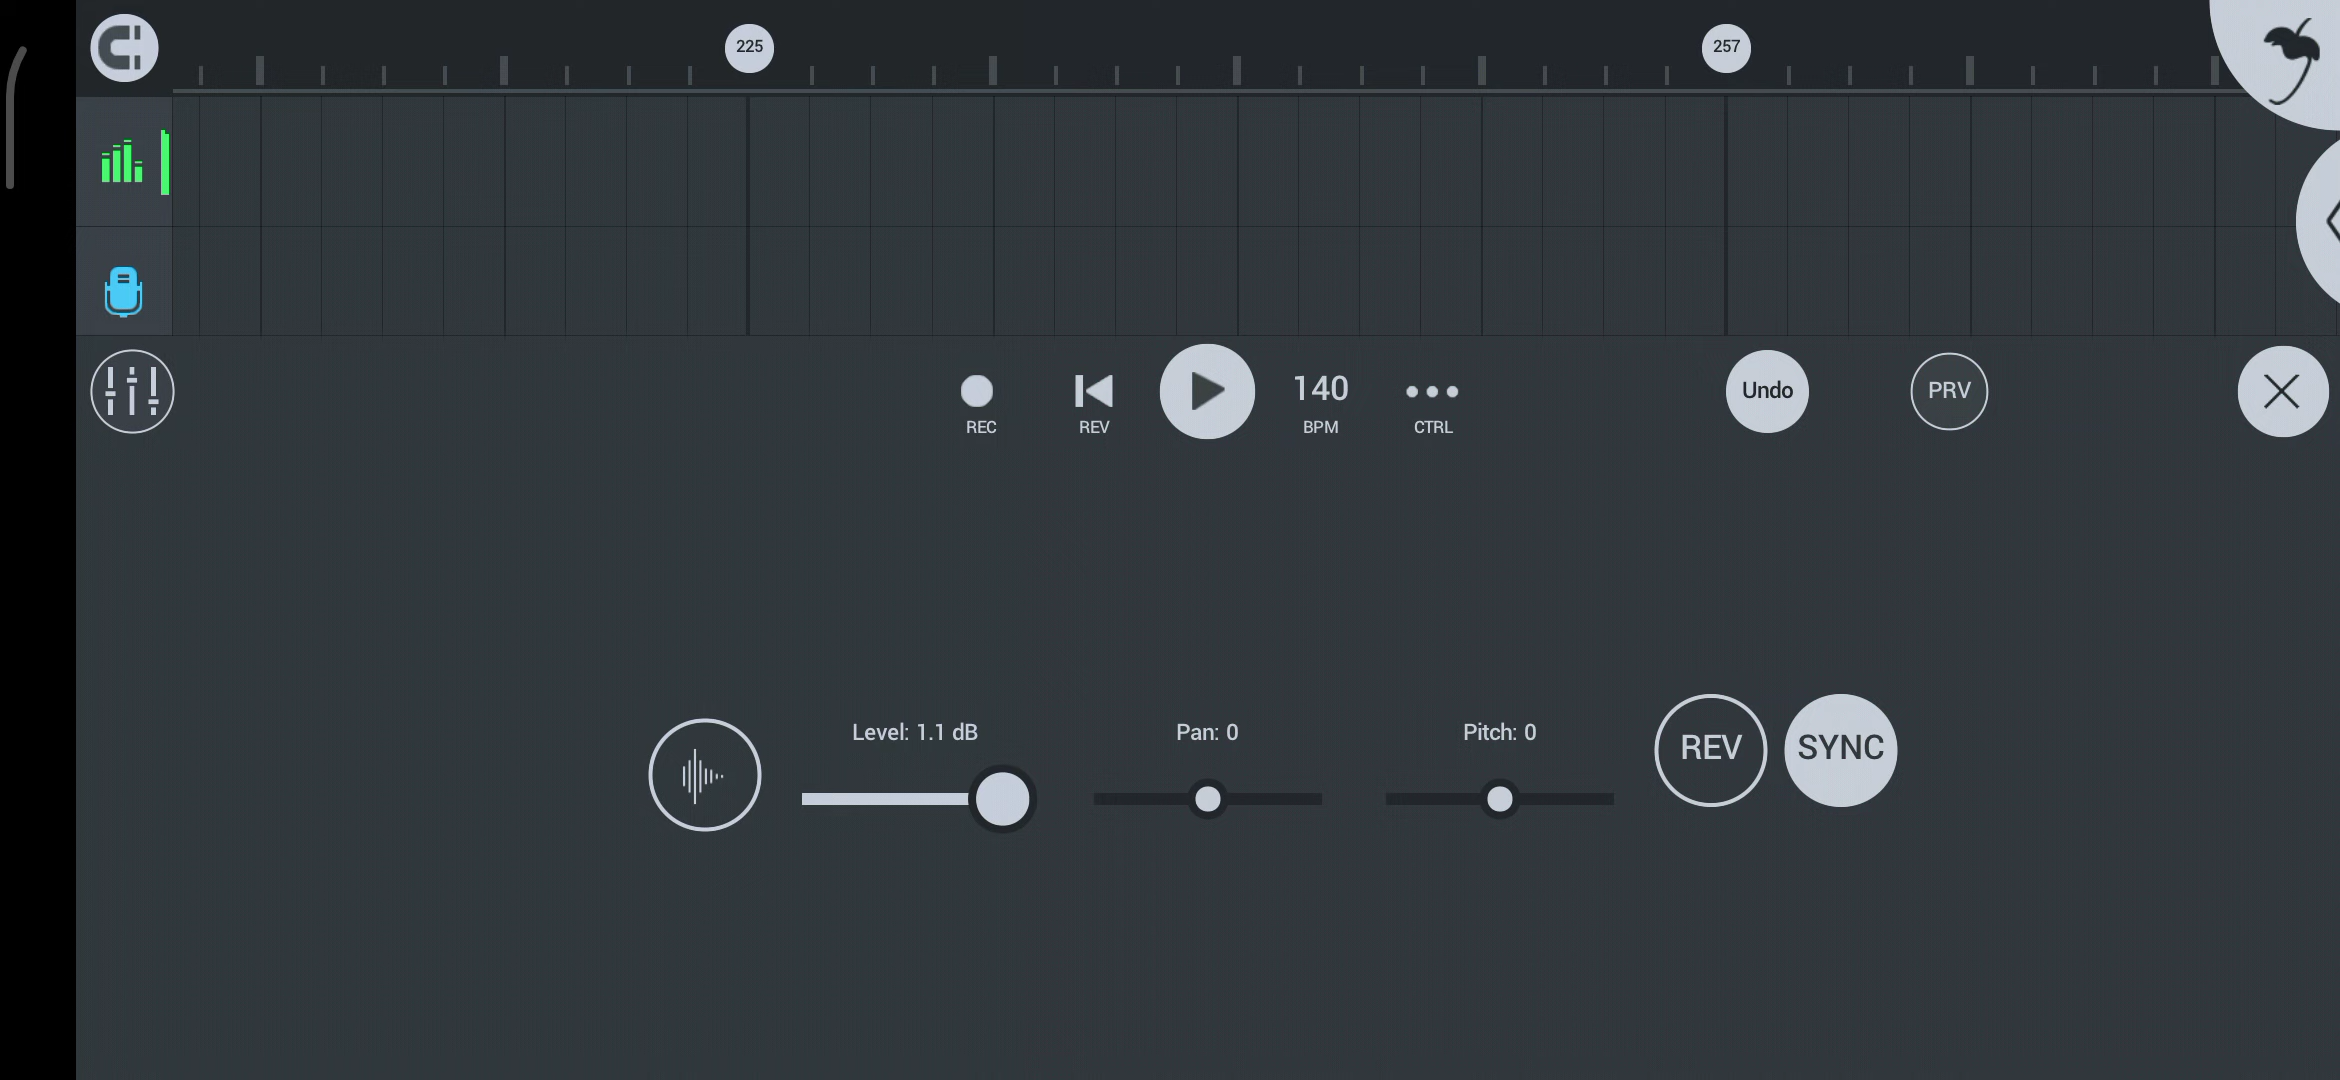 225
257
140
Undo
PRV
REC
REV
BPM
CTRL
Level: 1.1 dB
Pan: 0
Pitch: 0
REV
SYNC